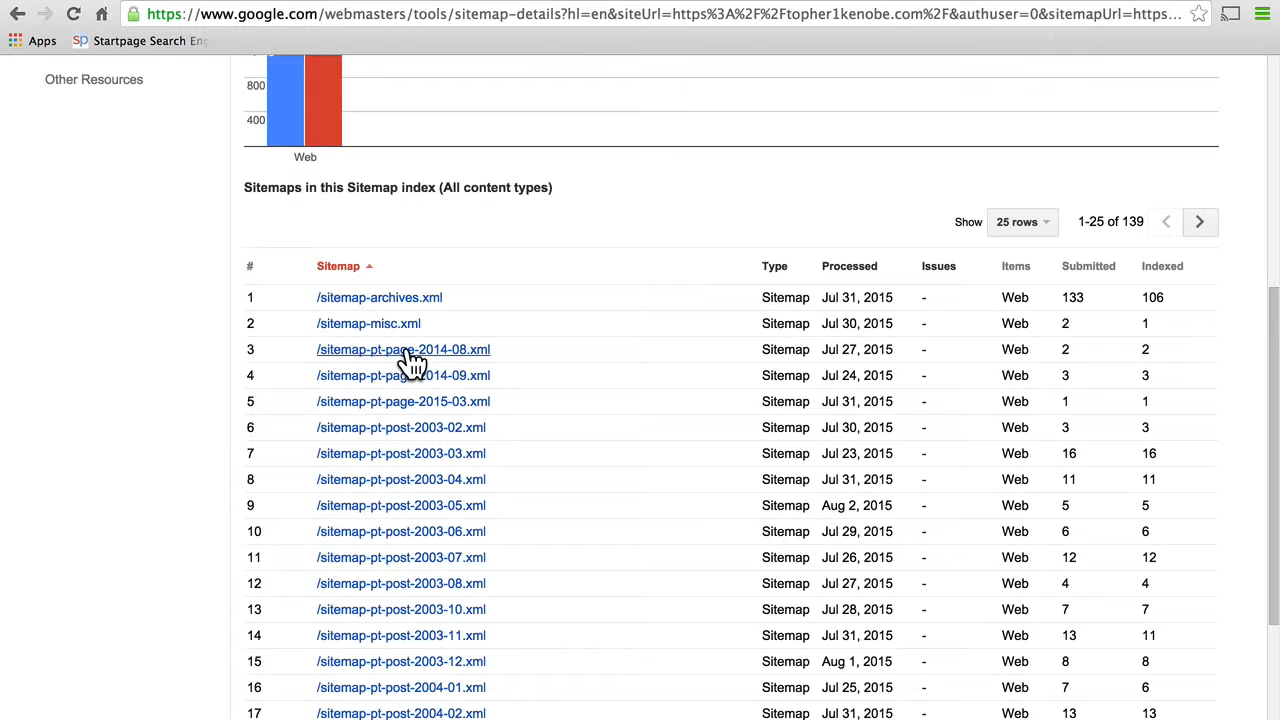 https://www.google.com/webmasters/tools/sitemap-details?hl=en&siteUrl=https%3A%2F%2Ftopher1kenobe.com%2F&authuser=0&sitemapUrl=https...
Apps SP Startpage Search Eng
Other Resources
800
400
Web
Sitemaps in this Sitemap index (All content types)
Show 25 rows 1-25 of 139
# Sitemap Type Processed Issues Items Submitted Indexed
1 /sitemap-archives.xml Sitemap Jul 31, 2015 - Web 133 106
2 /sitemap-misc.xml Sitemap Jul 30, 2015 - Web 2 1
3 /sitemap-pt-page-2014-08.xml Sitemap Jul 27, 2015 - Web 2 2
4 /sitemap-pt-page-2014-09.xml Sitemap Jul 24, 2015 - Web 3 3
5 /sitemap-pt-page-2015-03.xml Sitemap Jul 31, 2015 - Web 1 1
6 /sitemap-pt-post-2003-02.xml Sitemap Jul 30, 2015 - Web 3 3
7 /sitemap-pt-post-2003-03.xml Sitemap Jul 23, 2015 - Web 16 16
8 /sitemap-pt-post-2003-04.xml Sitemap Jul 31, 2015 - Web 11 11
9 /sitemap-pt-post-2003-05.xml Sitemap Aug 2, 2015 - Web 5 5
10 /sitemap-pt-post-2003-06.xml Sitemap Jul 29, 2015 - Web 6 6
11 /sitemap-pt-post-2003-07.xml Sitemap Jul 26, 2015 - Web 12 12
12 /sitemap-pt-post-2003-08.xml Sitemap Jul 27, 2015 - Web 4 4
13 /sitemap-pt-post-2003-10.xml Sitemap Jul 28, 2015 - Web 7 7
14 /sitemap-pt-post-2003-11.xml Sitemap Jul 31, 2015 - Web 13 11
15 /sitemap-pt-post-2003-12.xml Sitemap Aug 1, 2015 - Web 8 8
16 /sitemap-pt-post-2004-01.xml Sitemap Jul 25, 2015 - Web 7 6
17 /sitemap-pt-post-2004-02.xml Sitemap Jul 31, 2015 - Web 13 13